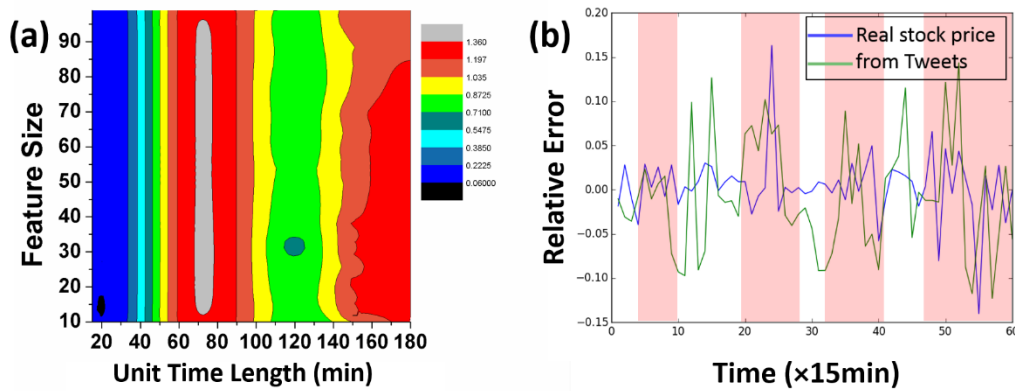 (a)
Feature Size
90
80
70
60
50
40
30
20
10
20 40 60 80 100 120 140 160 180
Unit Time Length (min)
1.360
1.197
1.035
0.8725
0.7100
0.5475
0.3850
0.2225
0.06000
(b)
Relative Error
0.20
0.15
0.10
0.05
0.00
−0.05
−0.10
−0.15
0 10 20 30 40 50 60
Time (×15min)
Real stock price
from Tweets